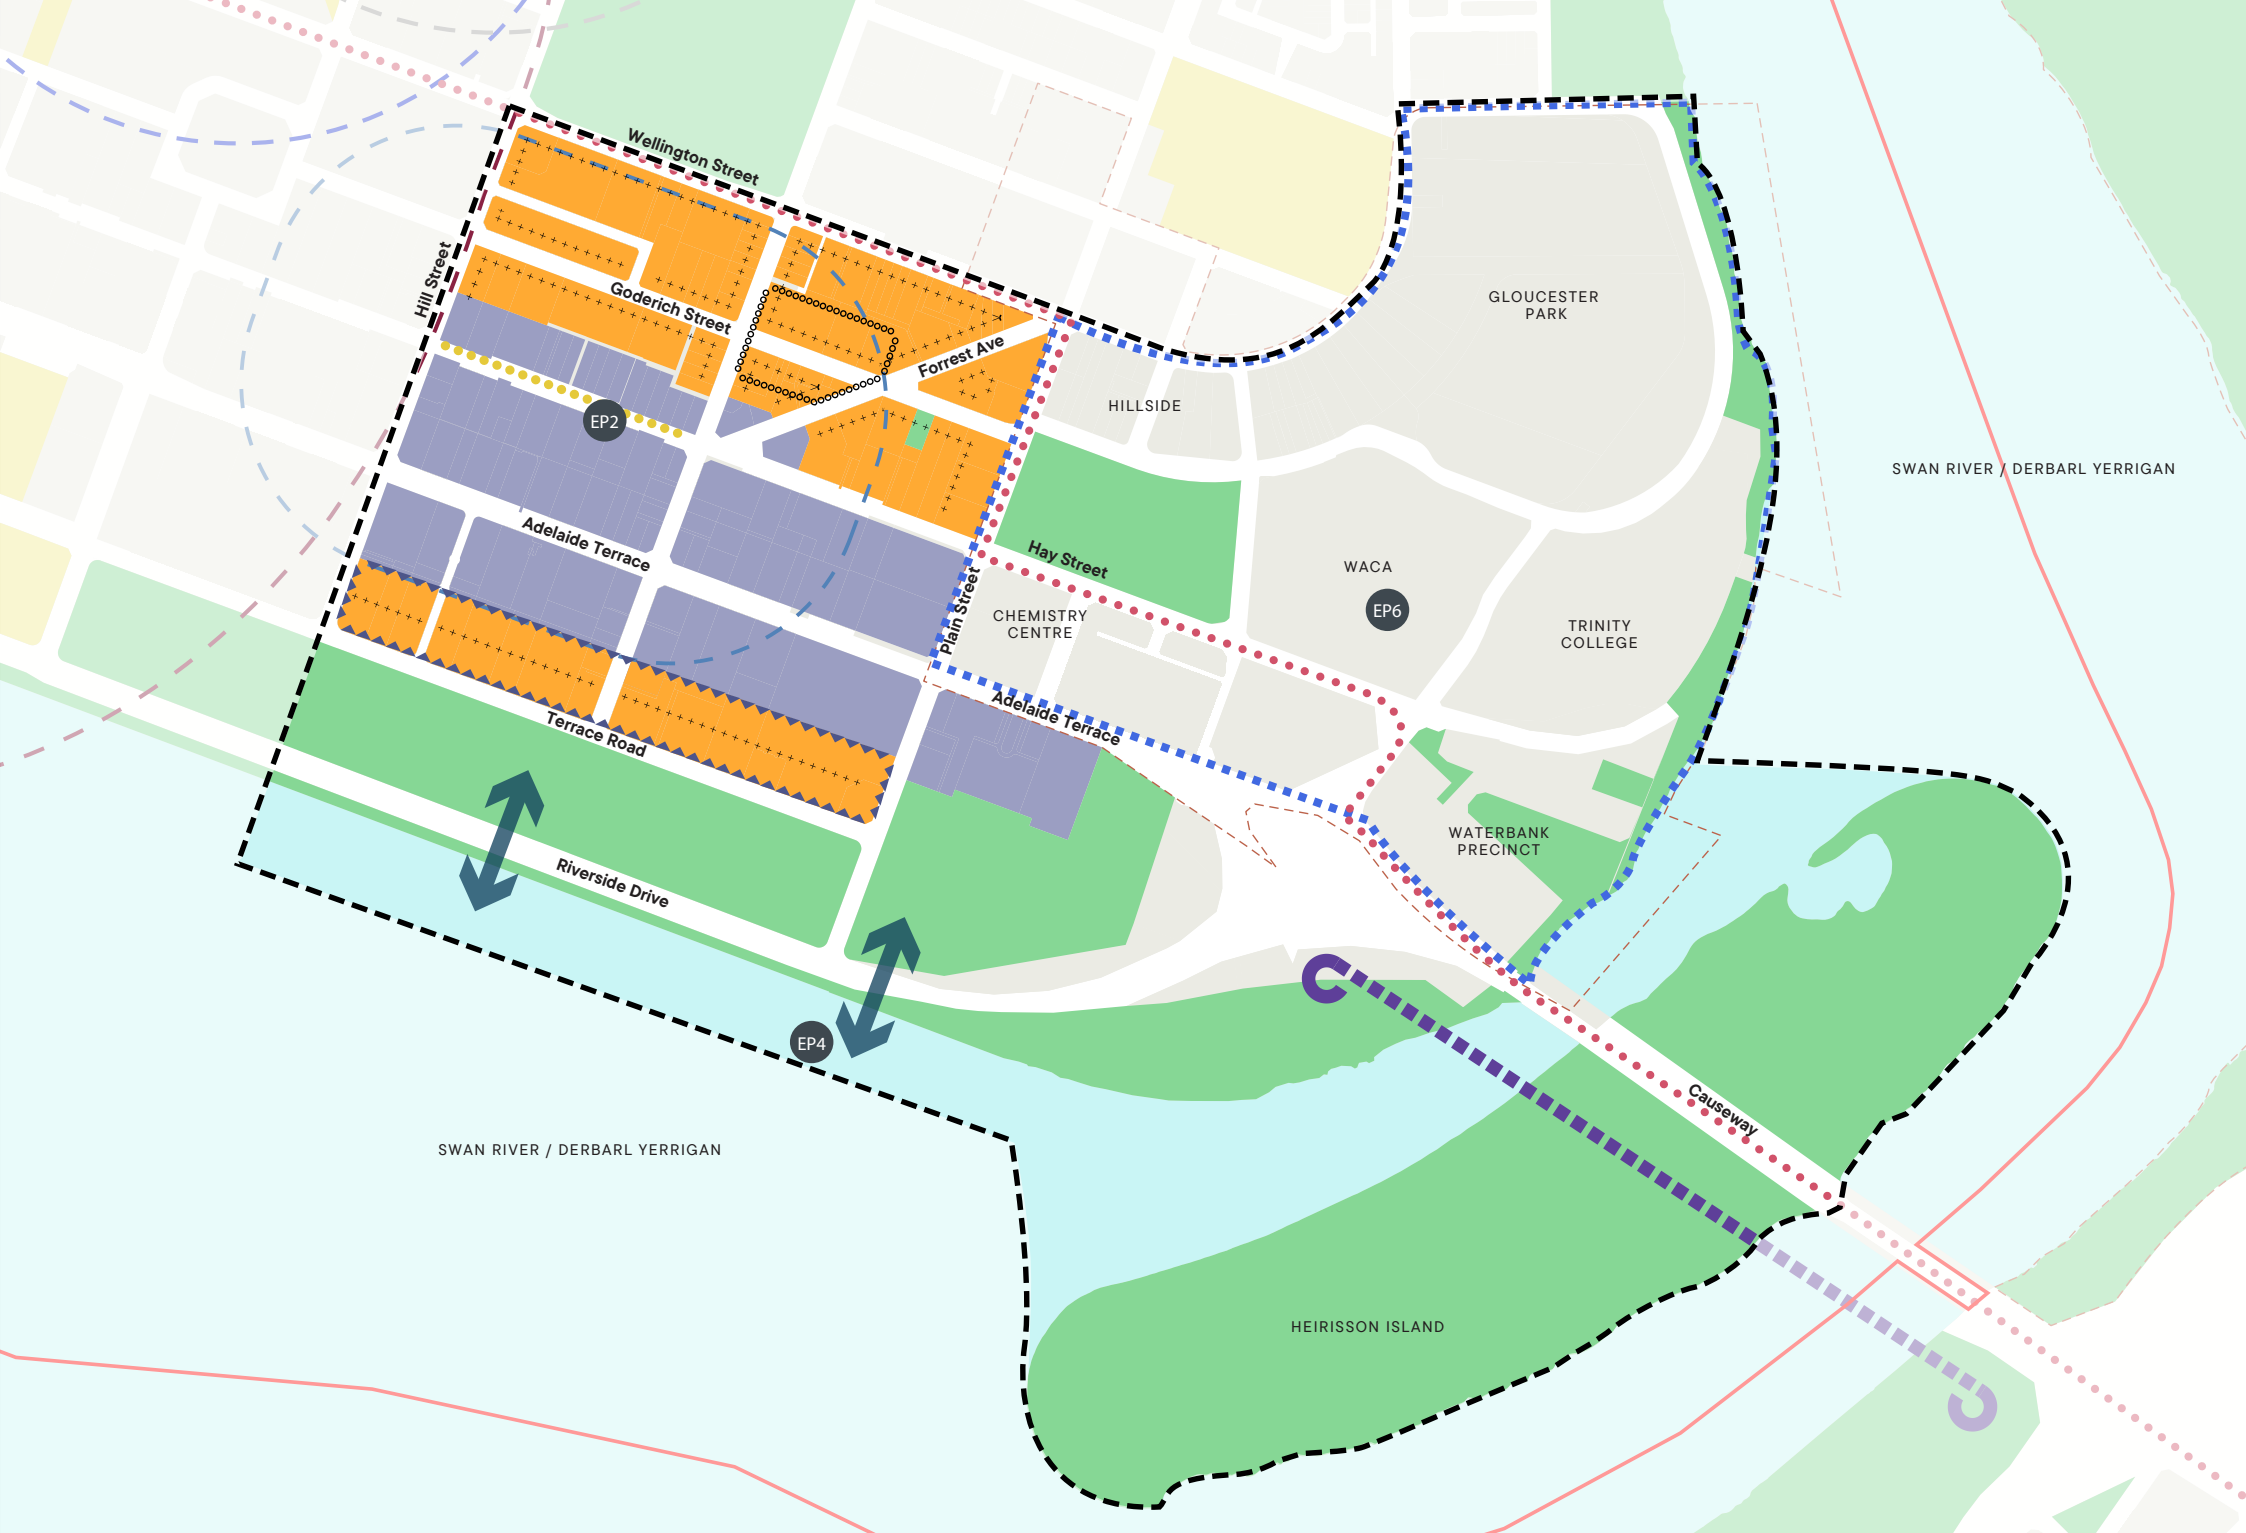 Wellington Street
Hill Street
Goderich Street
Forrest Ave
GLOUCESTER
PARK
HILLSIDE
EP2
SWAN RIVER / DERBARL YERRIGAN
Adelaide Terrace
Hay Street
WACA
EP6
Plain Street
CHEMISTRY
CENTRE
TRINITY
COLLEGE
Adelaide Terrace
Terrace Road
WATERBANK
PRECINCT
Riverside Drive
EP4
Causeway
SWAN RIVER / DERBARL YERRIGAN
HEIRISSON ISLAND